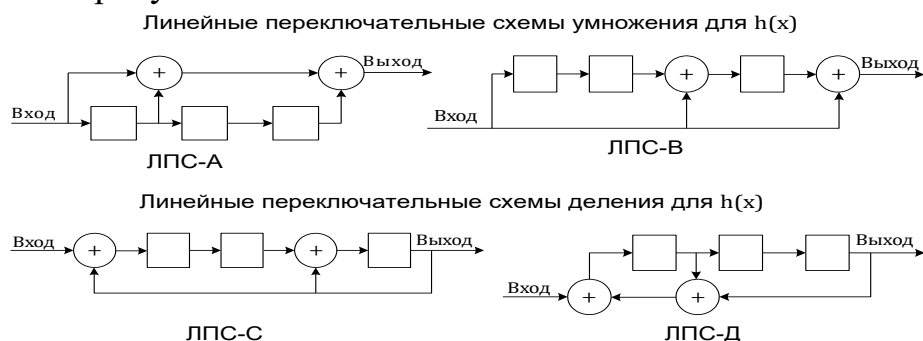 Линейные переключательные схемы умножения для h(x)
Выход
Выход
+
+
+
+
Вход
Вход
ЛПС-А
ЛПС-В
Линейные переключательные схемы деления для h(x)
Вход
+
+
Выход
Выход
Вход
+
+
ЛПС-С
ЛПС-Д